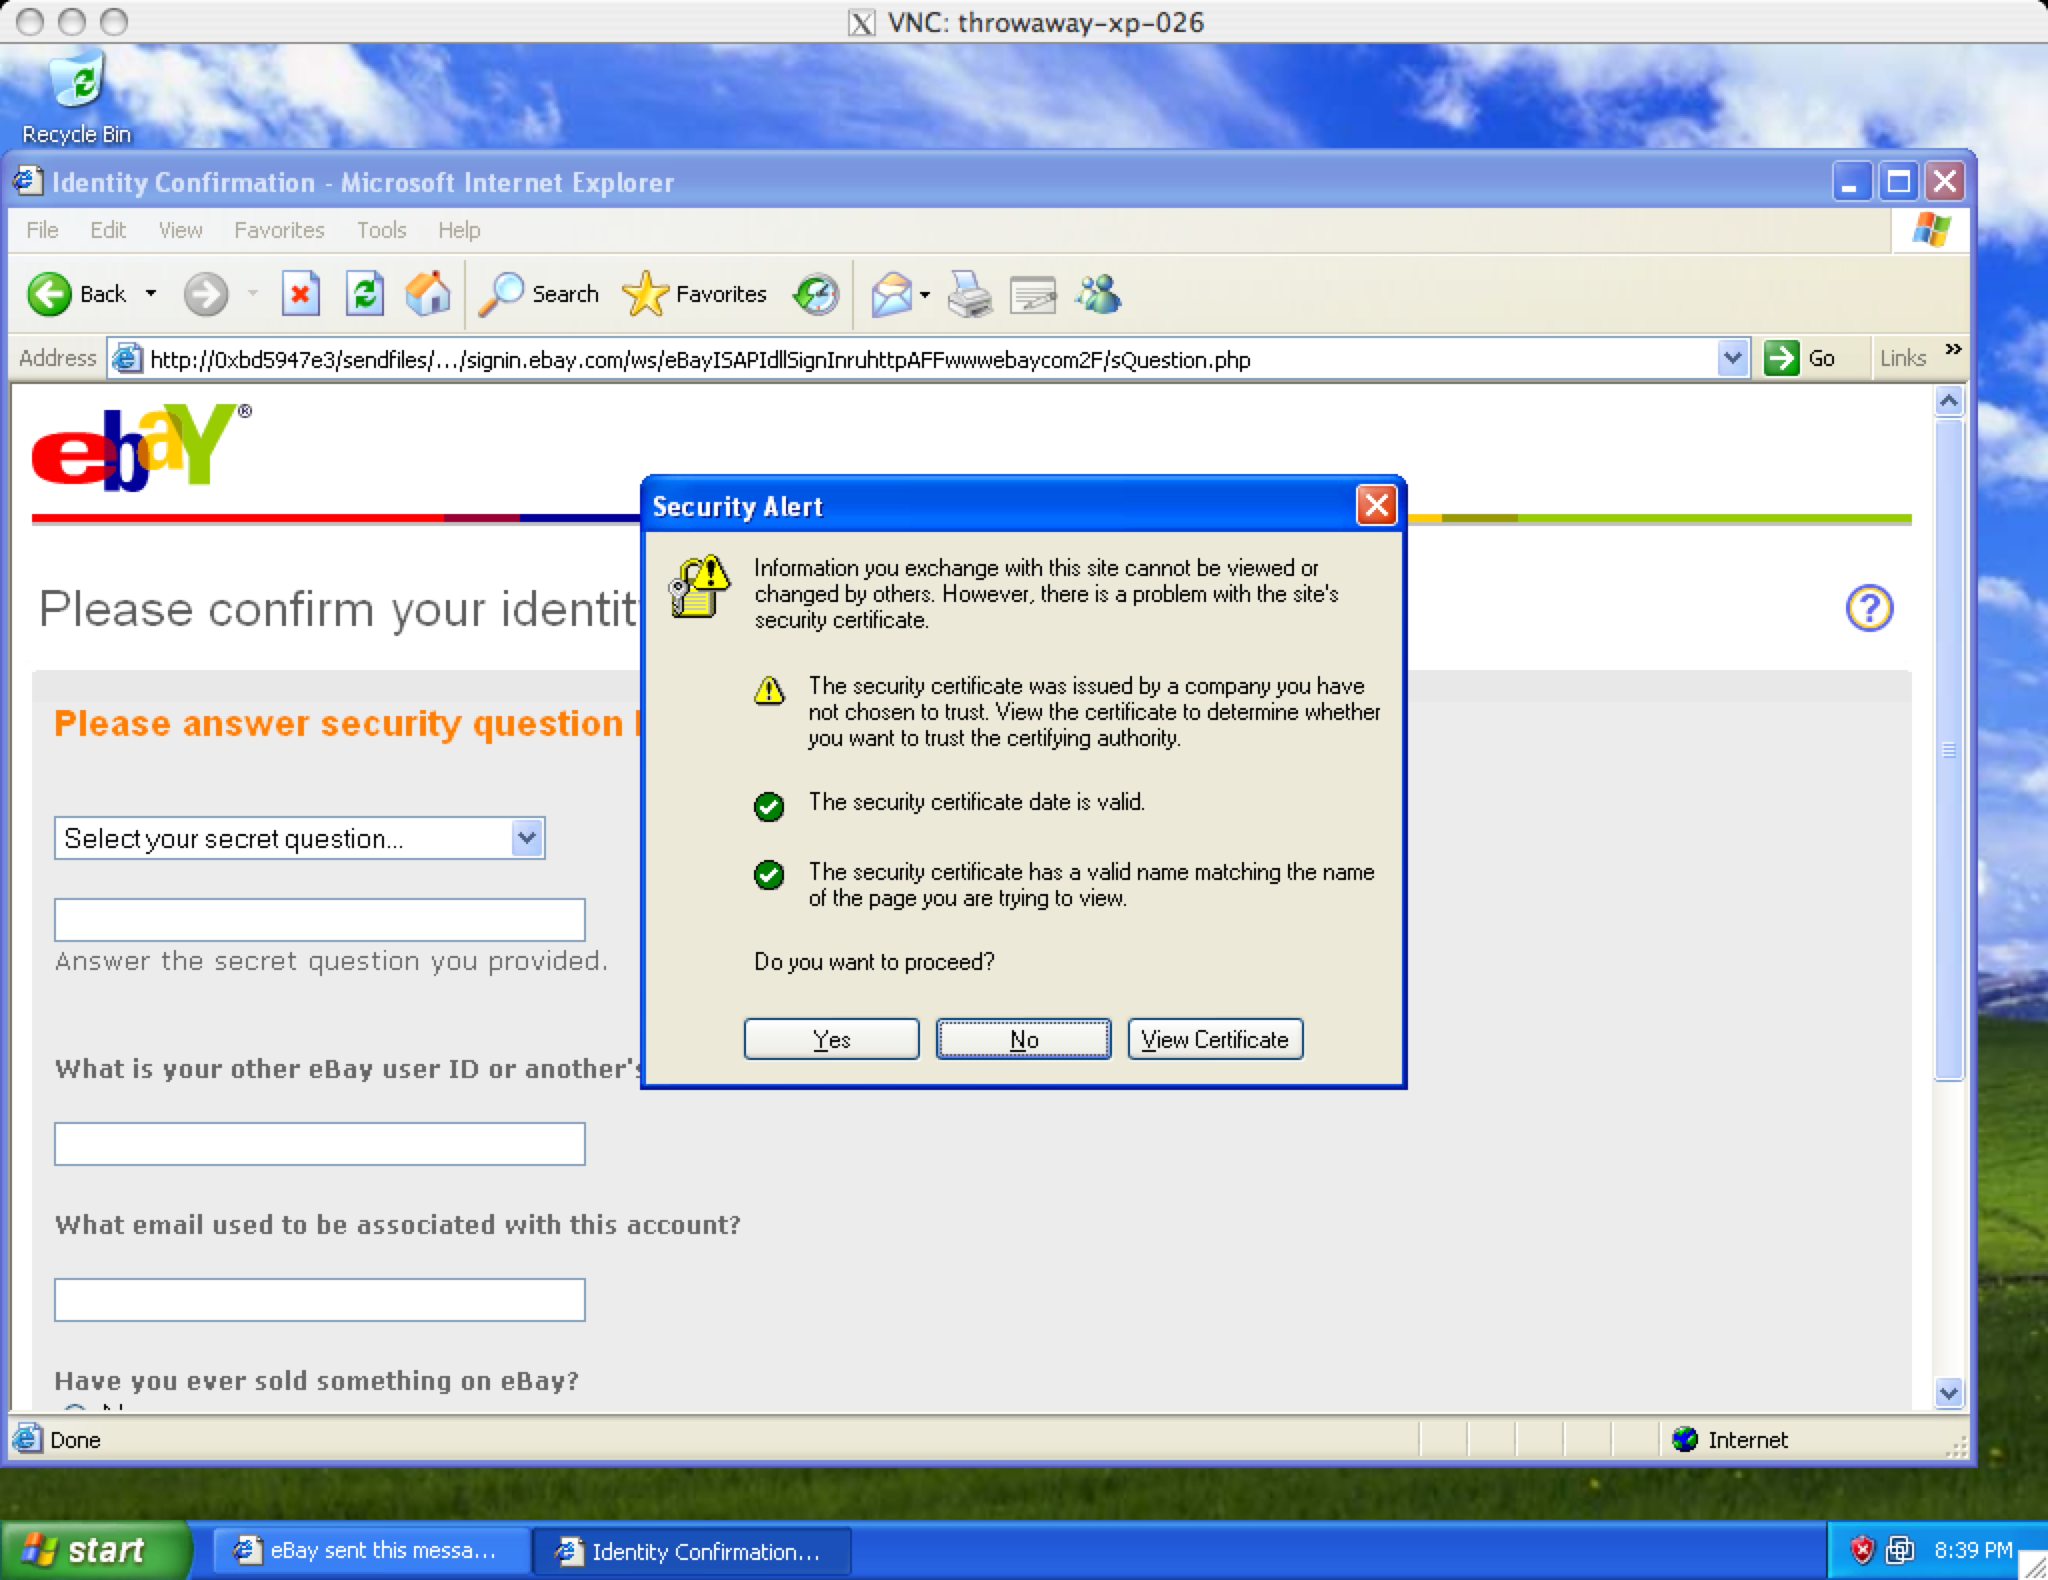 VNC: throwaway-xp-026
Recycle Bin
Identity Confirmation - Microsoft Internet Explorer
File Edit View Favorites Tools Help
Back Search Favorites
Address http://0xbd5947e3/sendfiles/.../signin.ebay.com/ws/eBayISAPIdllSignInruhttpAFFwwwebaycom2F/sQuestion.php Go Links »
ebaY®
Please confirm your identit
Please answer security question
Select your secret question...
Answer the secret question you provided.
What is your other eBay user ID or another's
What email used to be associated with this account?
Have you ever sold something on eBay?
Security Alert
Information you exchange with this site cannot be viewed or
changed by others. However, there is a problem with the site's
security certificate.
The security certificate was issued by a company you have
not chosen to trust. View the certificate to determine whether
you want to trust the certifying authority.
The security certificate date is valid.
The security certificate has a valid name matching the name
of the page you are trying to view.
Do you want to proceed?
Yes No View Certificate
Done Internet
start eBay sent this messa... Identity Confirmation... 8:39 PM